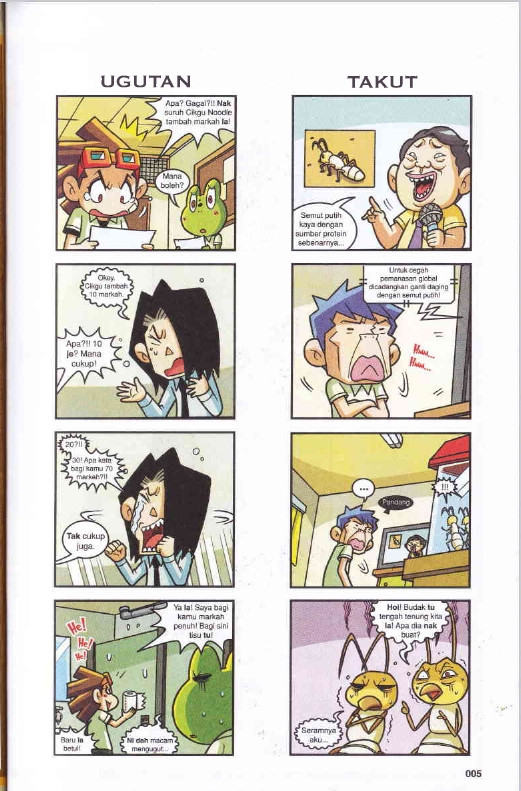 UGUTAN
Apa? Gagal?!! Nak
suruh Cikgu Noodle
tambah markah la!
Mana
boleh?
Okey,
Cikgu tambah
10 markah.
Apa?!! 10
je? Mana
cukup!
20?!!
30! Apa kata
bagi kamu 70
markah?!!
Tak cukup
juga.
He!
He!
He!
Ya la! Saya bagi
kamu markah
penuh! Bagi sini
tisu tu!
Baru la
betul!
Ni dah macam
mengugut...
TAKUT
Semut putih
kaya dengan
sumber protein
sebenarnya...
Untuk cegah
pemanasan global
dicadangkan ganti daging
dengan semut putih!
Hmm...
Hmm...
...
Pandang
!!!
Hoi! Budak tu
tengah tenung kita
la! Apa dia nak
buat?
Seramnya
aku...
005